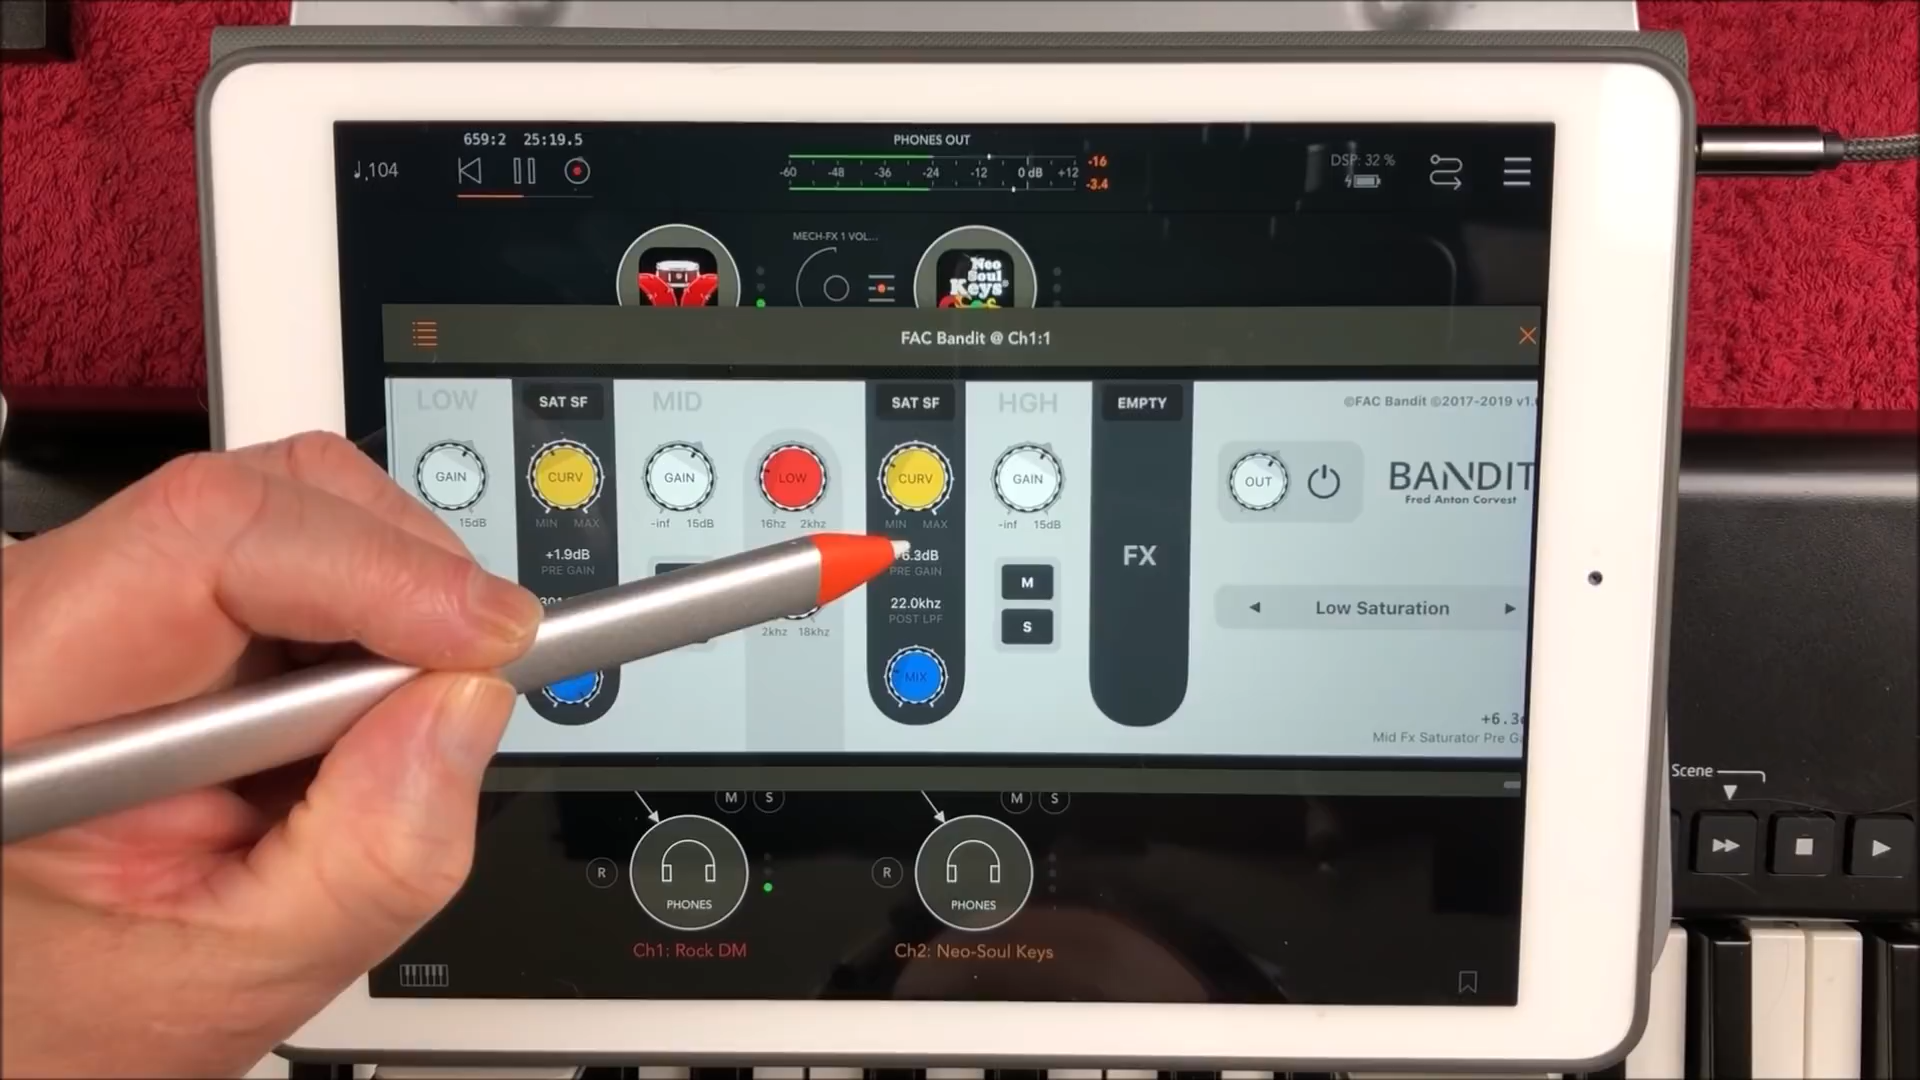 659:2 25:19.5
104
PHONES OUT
-60 -48 -36 -24 -12 0 dB +12
-16
-3.4
DSP: 32 %
MECH-FX 1 VOL...
Neo
Soul
Keys
FAC Bandit @ Ch1:1
LOW
SAT SF
MID
SAT SF
HGH
EMPTY
©FAC Bandit ©2017-2019
GAIN
CURV
GAIN
LOW
CURV
GAIN
OUT
BANDIT
Fred Anton Corvest
15dB
MIN MAX
-inf 15dB
16hz 2khz
MIN MAX
-inf 15dB
+1.9dB
PRE GAIN
6.3dB
PRE GAIN
FX
M
22.0khz
POST LPF
S
Low Saturation
2khz 18khz
MIX
+6.3
Mid Fx Saturator Pre
M S
M S
R
PHONES
R
PHONES
Ch1: Rock DM
Ch2: Neo-Soul Keys
Scene